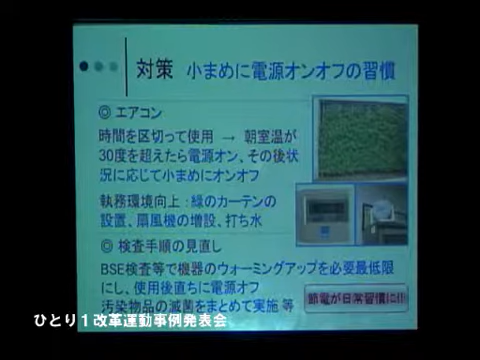 対策 小まめに電源オンオフの習慣
◎ エアコン
時間を区切って使用 → 朝室温が
30度を超えたら電源オン、その後状
況に応じて小まめにオンオフ
執務環境向上：緑のカーテンの
設置、扇風機の増設、打ち水
◎ 検査手順の見直し
BSE検査等で機器のウォーミングアップを必要最低限
にし、使用後直ちに電源オフ
汚染物品の滅菌をまとめて実施 等
節電が日常習慣に!!
ひとり１改革運動事例発表会